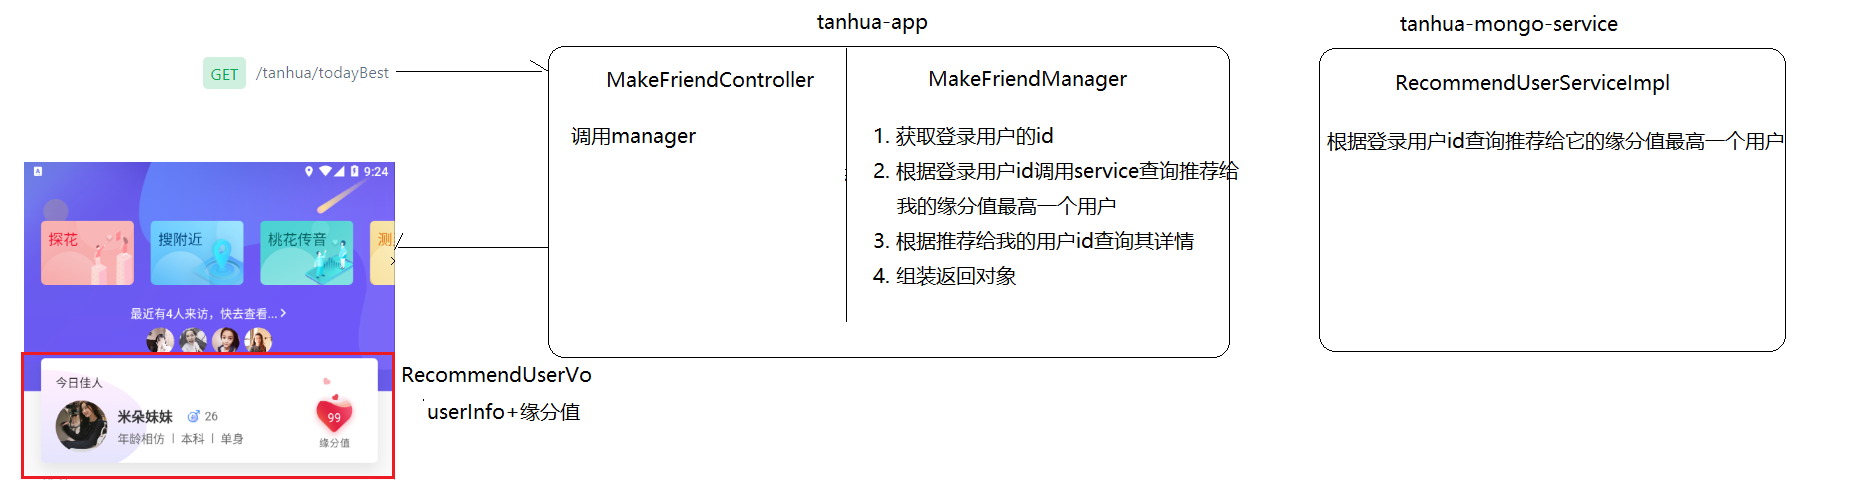 tanhua-app
tanhua-mongo-service
GET /tanhua/todayBest
MakeFriendController
调用manager
MakeFriendManager
1. 获取登录用户的id
2. 根据登录用户id调用service查询推荐给
我的缘分值最高一个用户
3. 根据推荐给我的用户id查询其详情
4. 组装返回对象
RecommendUserServiceImpl
根据登录用户id查询推荐给它的缘分值最高一个用户
A
9:24
探花
搜附近
桃花传音
测
最近有4人来访，快去查看...
今日佳人
米朵妹妹 26
年龄相仿 | 本科 | 单身
99
缘分值
RecommendUserVo
userInfo+缘分值